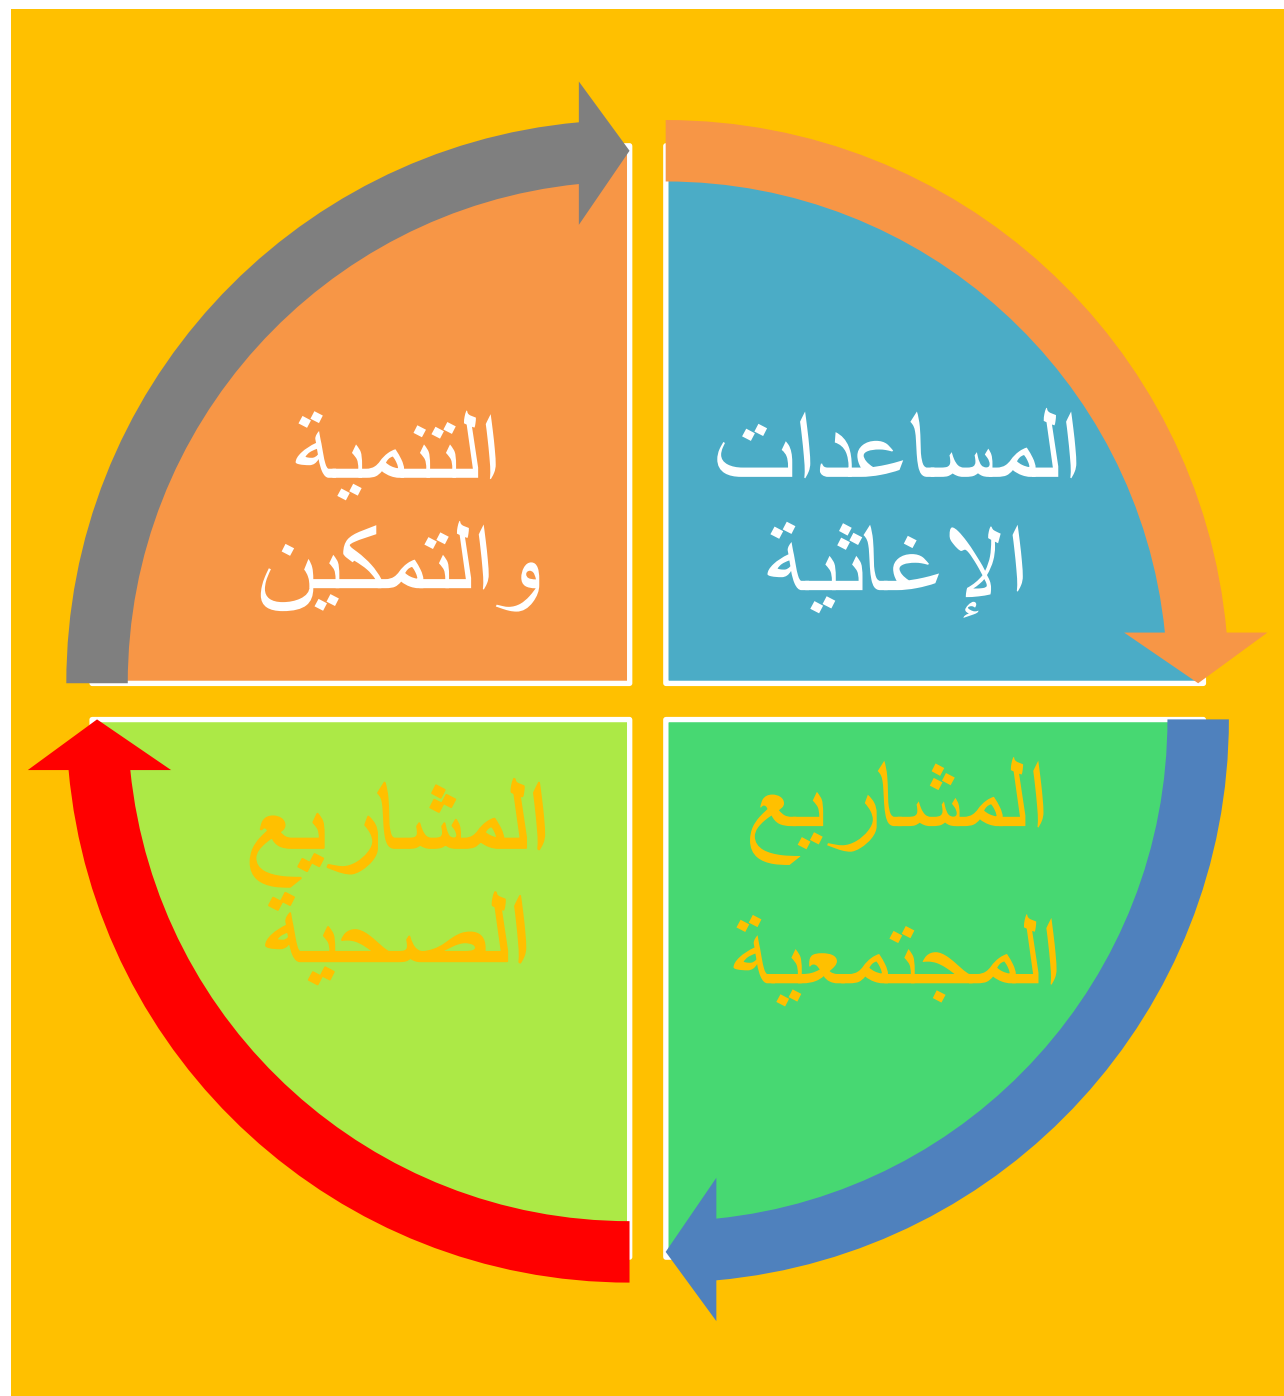 المساعدات
الإغاثية
التنمية
والتمكين
المشاريع
المجتمعية
المشاريع
الصحية